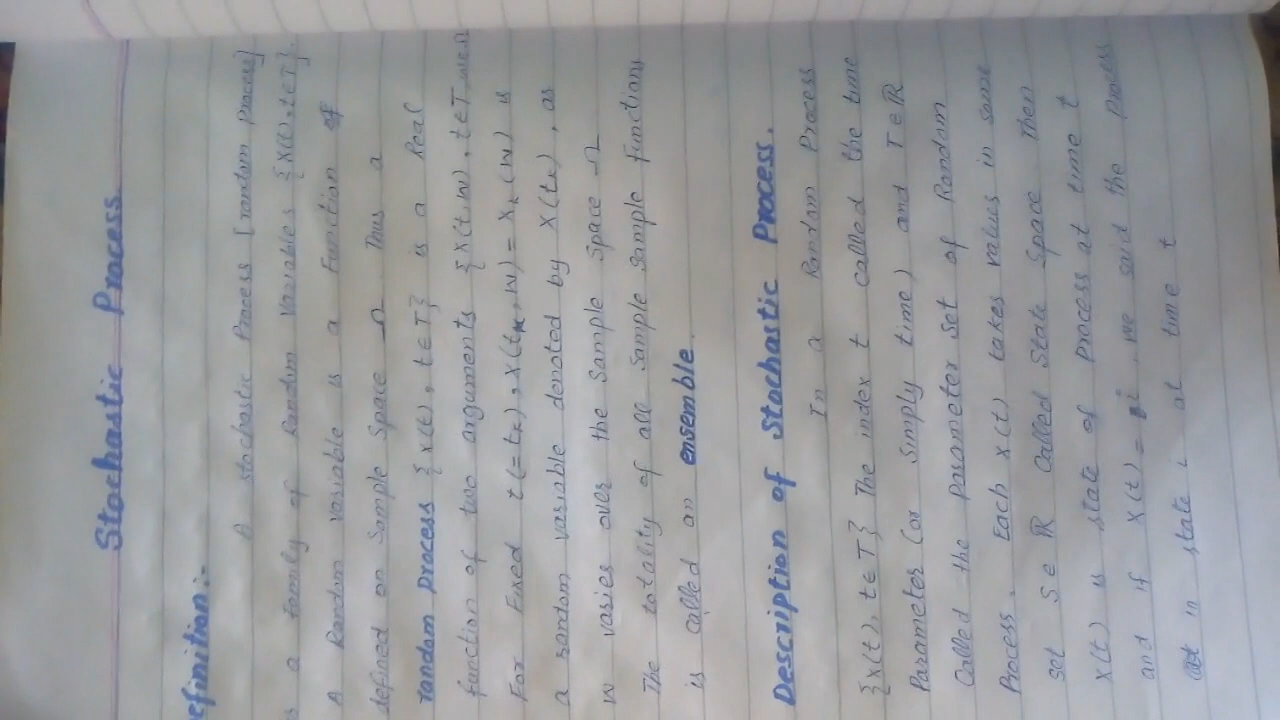 Stochastic Process
efinition:-
A stochastic Process [random Process]
s a family of Random Variables {X(t), t∈T}.
A Random variable is a Function of
defined on Sample Space Ω Thus a
random process {x(t), t∈T} is a Real
function of two arguments {X(t,w), t∈T, w∈Ω
For Fixed t(=tₖ), X(tₖ,w) = Xₖ(w) is
a random variable denoted by X(tₖ), as
w varies over the Sample Space Ω
The totality of all Sample Sample functions
is called an ensemble.
Description of Stochastic Process.
In a Random Process
{x(t), t∈T} The index t called the time
Parameter (or simply time) and T∈ℝ
Called the parameter set of Random
Process. Each X(t) takes values in some
set S∈ℝ Called State Space Then
X(t) is state of process at time t
and if X(t) = i, we said the Process
in state i at time t